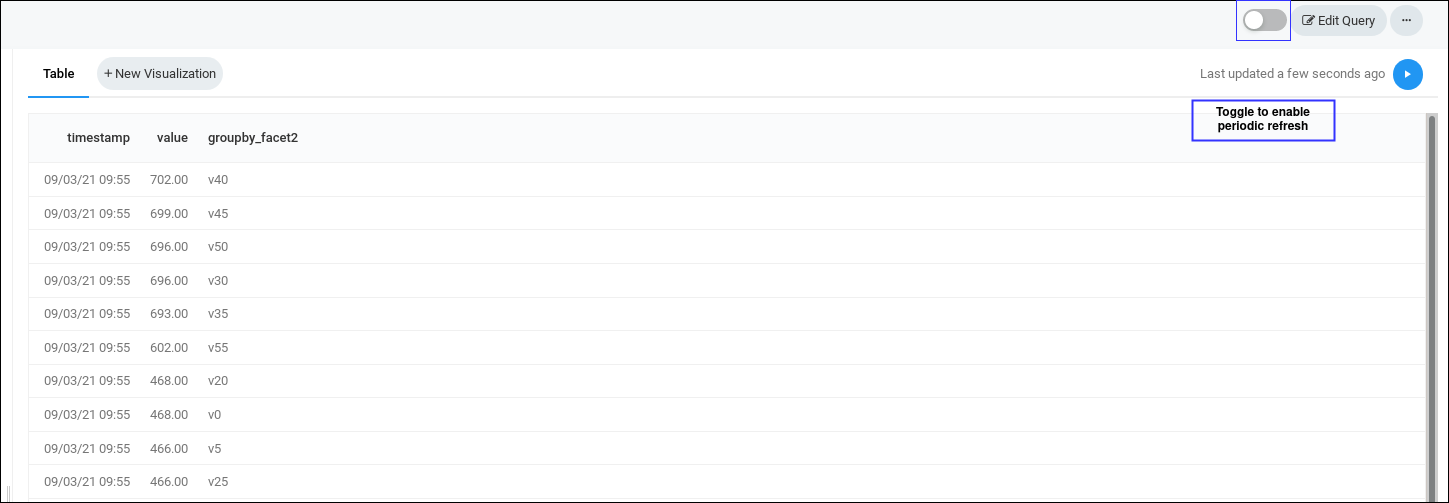 Edit Query ...
Table + New Visualization Last updated a few seconds ago
Toggle to enable
periodic refresh
timestamp value groupby_facet2
09/03/21 09:55 702.00 v40
09/03/21 09:55 699.00 v45
09/03/21 09:55 696.00 v50
09/03/21 09:55 696.00 v30
09/03/21 09:55 693.00 v35
09/03/21 09:55 602.00 v55
09/03/21 09:55 468.00 v20
09/03/21 09:55 468.00 v0
09/03/21 09:55 466.00 v5
09/03/21 09:55 466.00 v25